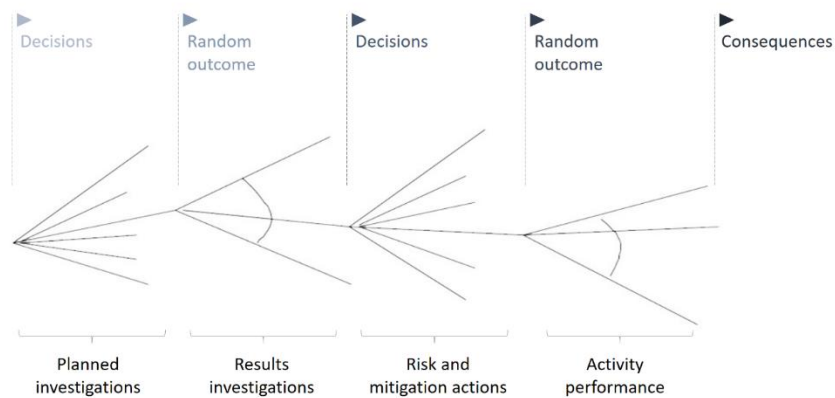 Decisions
Random
outcome
Decisions
Random
outcome
Consequences
Planned
investigations
Results
investigations
Risk and
mitigation actions
Activity
performance